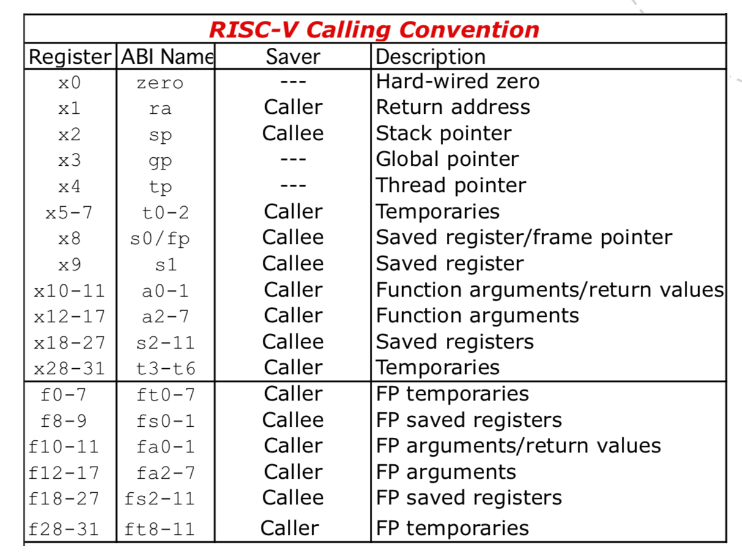 RISC-V Calling Convention
Register ABI Name Saver Description
x0 zero --- Hard-wired zero
x1 ra Caller Return address
x2 sp Callee Stack pointer
x3 gp --- Global pointer
x4 tp --- Thread pointer
x5-7 t0-2 Caller Temporaries
x8 s0/fp Callee Saved register/frame pointer
x9 s1 Callee Saved register
x10-11 a0-1 Caller Function arguments/return values
x12-17 a2-7 Caller Function arguments
x18-27 s2-11 Callee Saved registers
x28-31 t3-t6 Caller Temporaries
f0-7 ft0-7 Caller FP temporaries
f8-9 fs0-1 Callee FP saved registers
f10-11 fa0-1 Caller FP arguments/return values
f12-17 fa2-7 Caller FP arguments
f18-27 fs2-11 Callee FP saved registers
f28-31 ft8-11 Caller FP temporaries